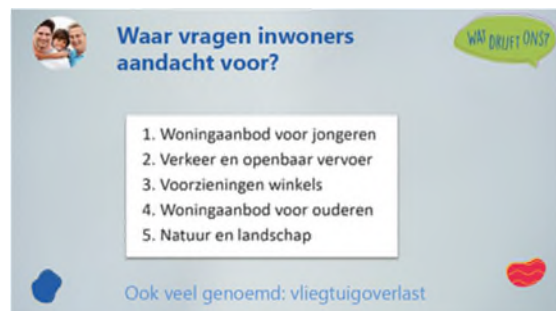 Waar vragen inwoners
aandacht voor?
WAT DRIJFT ONS?
1. Woningaanbod voor jongeren
2. Verkeer en openbaar vervoer
3. Voorzieningen winkels
4. Woningaanbod voor ouderen
5. Natuur en landschap
Ook veel genoemd: vliegtuigoverlast